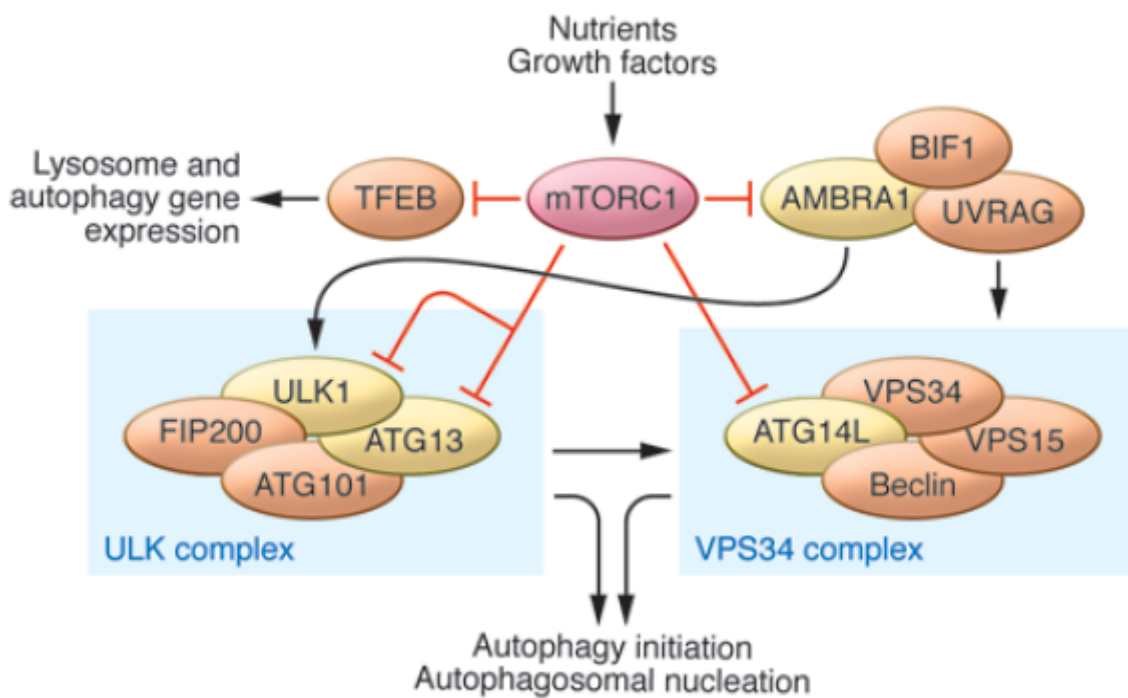 Nutrients
Growth factors
BIF1
Lysosome and
autophagy gene
expression
TFEB
mTORC1
AMBRA1
UVRAG
ULK1
FIP200
ATG13
ATG101
ULK complex
VPS34
ATG14L
VPS15
Beclin
VPS34 complex
Autophagy initiation
Autophagosomal nucleation